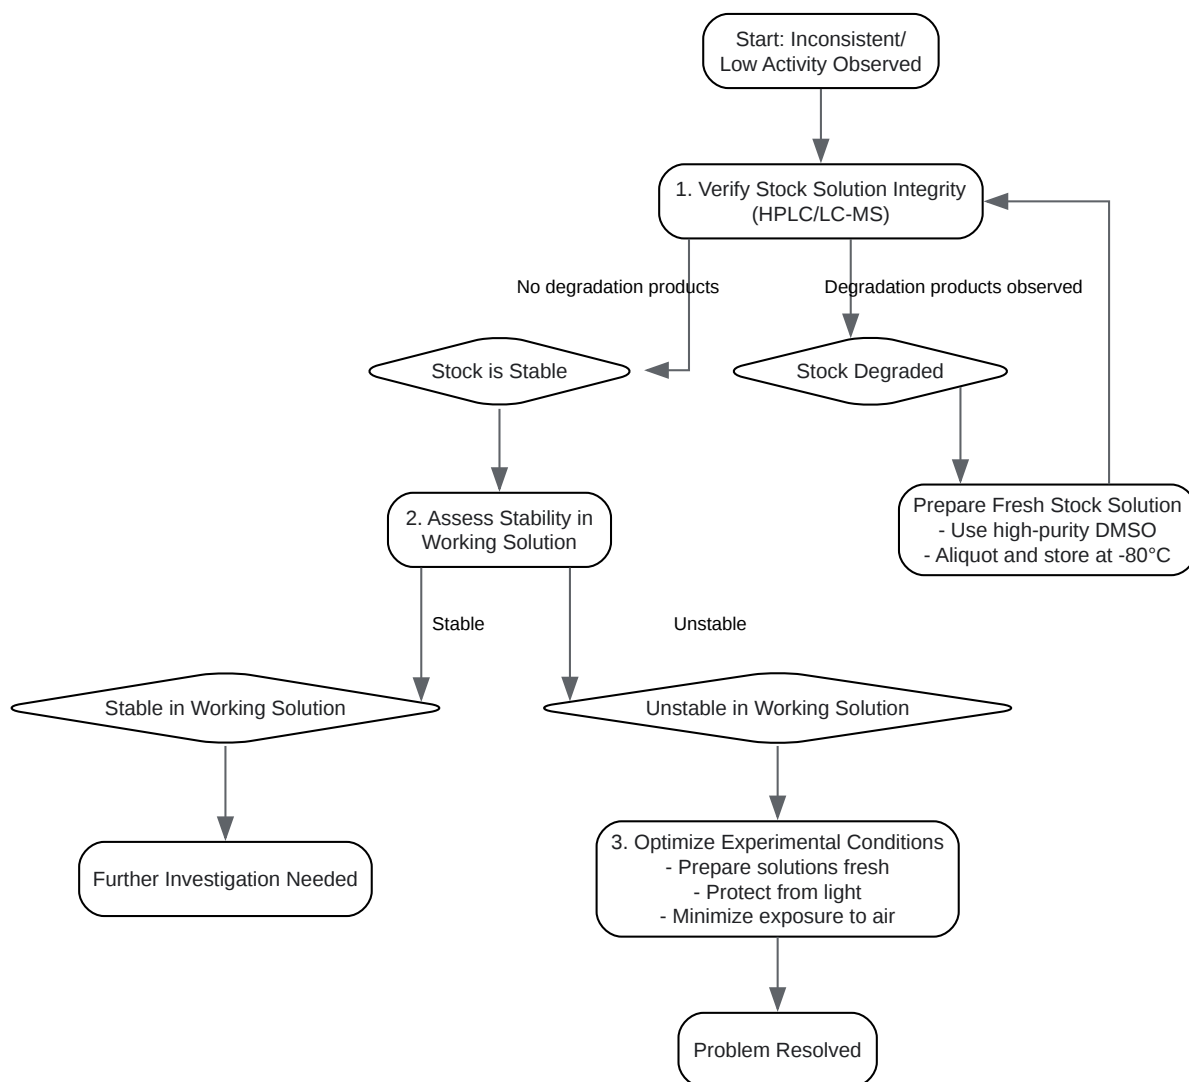 Start: Inconsistent/
Low Activity Observed
1. Verify Stock Solution Integrity
(HPLC/LC-MS)
No degradation products
Degradation products observed
Stock is Stable
Stock Degraded
2. Assess Stability in
Working Solution
Prepare Fresh Stock Solution
- Use high-purity DMSO
- Aliquot and store at -80°C
Stable
Unstable
Stable in Working Solution
Unstable in Working Solution
Further Investigation Needed
3. Optimize Experimental Conditions
- Prepare solutions fresh
- Protect from light
- Minimize exposure to air
Problem Resolved